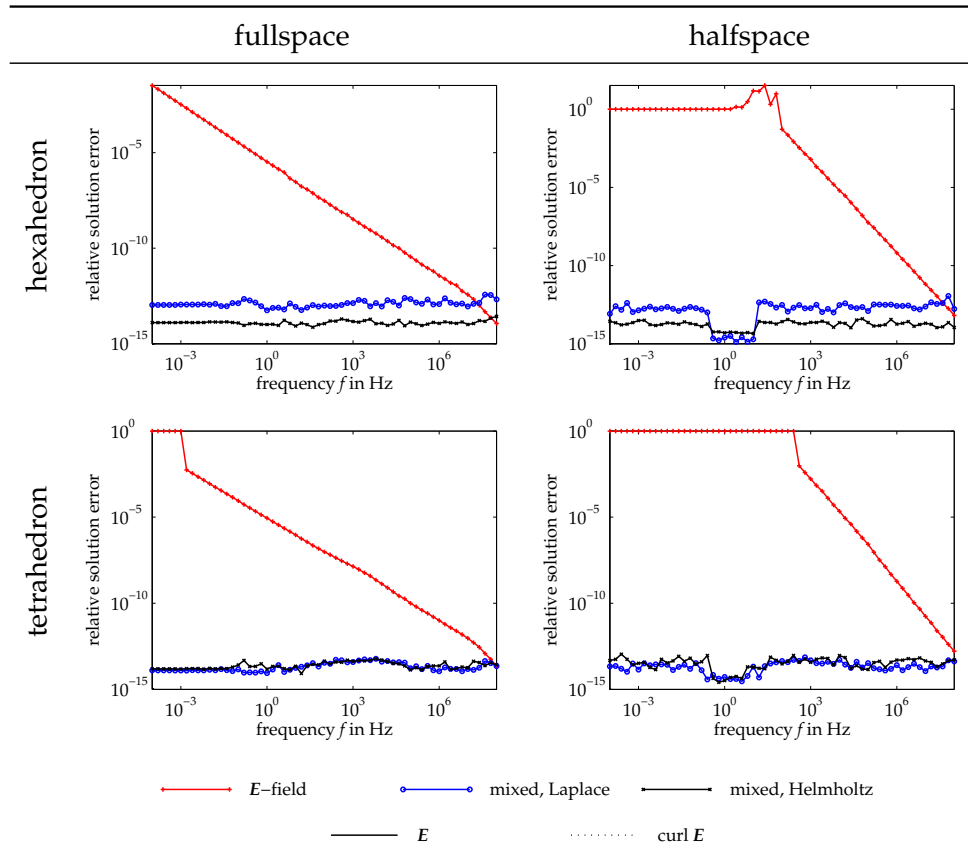 fullspace halfspace
hexahedron
relative solution error
10^−5
10^−10
10^−15
10^−3 10^0 10^3 10^6
frequency f in Hz
relative solution error
10^0
10^−5
10^−10
10^−15
10^−3 10^0 10^3 10^6
frequency f in Hz
tetrahedron
relative solution error
10^0
10^−5
10^−10
10^−15
10^−3 10^0 10^3 10^6
frequency f in Hz
relative solution error
10^0
10^−5
10^−10
10^−15
10^−3 10^0 10^3 10^6
frequency f in Hz
E−field mixed, Laplace mixed, Helmholtz
E curl E